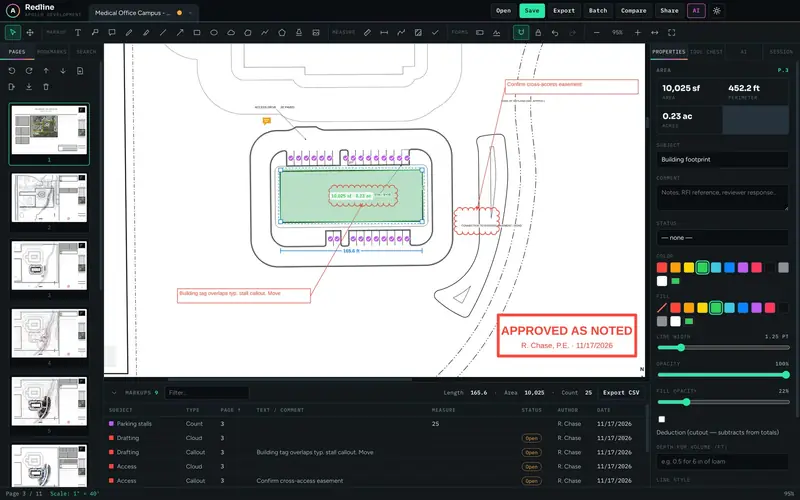 A
Redline
APOLLO DEVELOPMENT
Medical Office Campus - …
×
Open
Save
Export
Batch
Compare
Share
AI
MARKUP
MEASURE
FORMS
95%
PAGES
BOOKMARKS
SEARCH
1
2
3
4
5
Confirm cross-access easement
10,025 sf · 0.23 ac
165.6 ft
Building tag overlaps typ. stall callout. Move
APPROVED AS NOTED
R. Chase, P.E. · 11/17/2026
N
PROPERTIES
TOOL CHEST
AI
SESSION
AREA
P.3
10,025 sf
AREA
452.2 ft
PERIMETER
0.23 ac
ACRES
SUBJECT
Building footprint
COMMENT
Notes, RFI reference, reviewer response…
STATUS
— none —
COLOR
FILL
LINE WIDTH
1.25 PT
OPACITY
100%
FILL OPACITY
22%
Deduction (cutout — subtracts from totals)
DEPTH FOR VOLUME (FT)
e.g. 0.5 for 6 in of loam
LINE STYLE
MARKUPS 9
Filter…
Length 165.6 · Area 10,025 · Count 25
Export CSV
SUBJECT TYPE PAGE ↑ TEXT / COMMENT MEASURE STATUS AUTHOR DATE
Parking stalls Count 3 25 R. Chase 11/17/2026
Drafting Cloud 3 Open R. Chase 11/17/2026
Drafting Callout 3 Building tag overlaps typ. stall callout. Move Open R. Chase 11/17/2026
Access Cloud 3 Open R. Chase 11/17/2026
Access Callout 3 Confirm cross-access easement Open R. Chase 11/17/2026
Page 3 / 11 Scale: 1" = 40'
95%